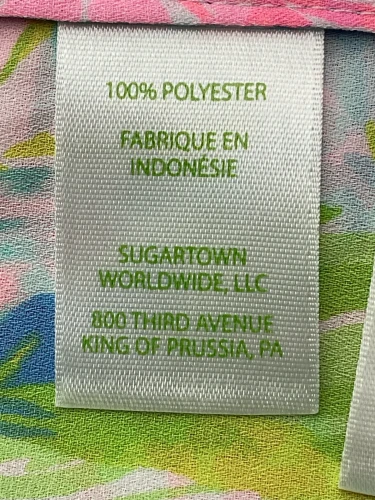 100% POLYESTER
FABRIQUE EN
INDONÉSIE
SUGARTOWN
WORLDWIDE, LLC
800 THIRD AVENUE
KING OF PRUSSIA, PA